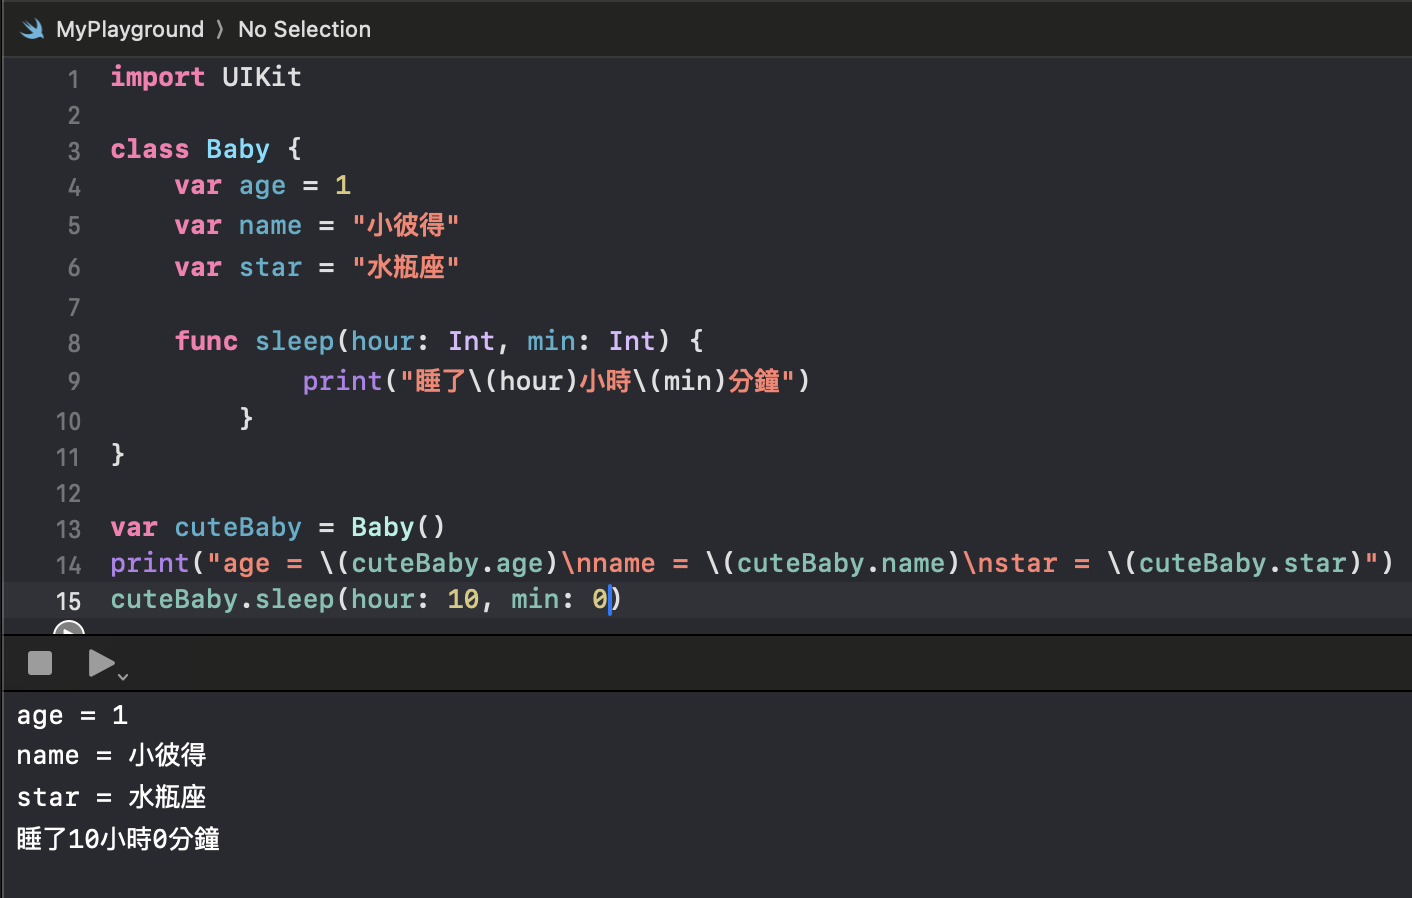 MyPlayground 〉 No Selection
1 import UIKit
2
3 class Baby {
4     var age = 1
5     var name = "小彼得"
6     var star = "水瓶座"
7
8     func sleep(hour: Int, min: Int) {
9             print("睡了\(hour)小時\(min)分鐘")
10         }
11 }
12
13 var cuteBaby = Baby()
14 print("age = \(cuteBaby.age)\nname = \(cuteBaby.name)\nstar = \(cuteBaby.star)")
15 cuteBaby.sleep(hour: 10, min: 0)
age = 1
name = 小彼得
star = 水瓶座
睡了10小時0分鐘